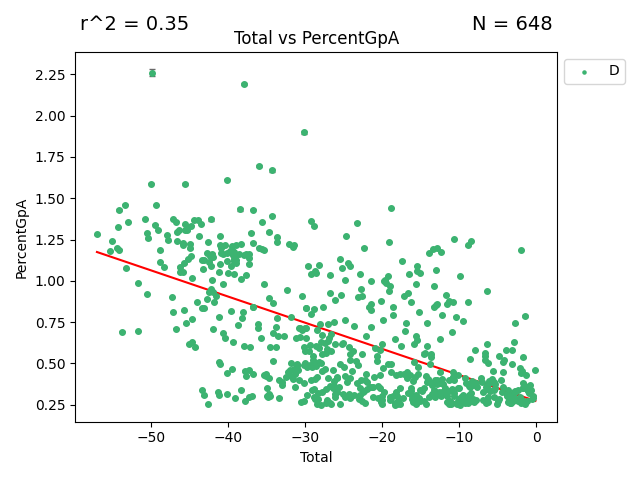 r^2 = 0.35 N = 648
Total vs PercentGpA
D
PercentGpA
2.25
2.00
1.75
1.50
1.25
1.00
0.75
0.50
0.25
−50 −40 −30 −20 −10 0
Total